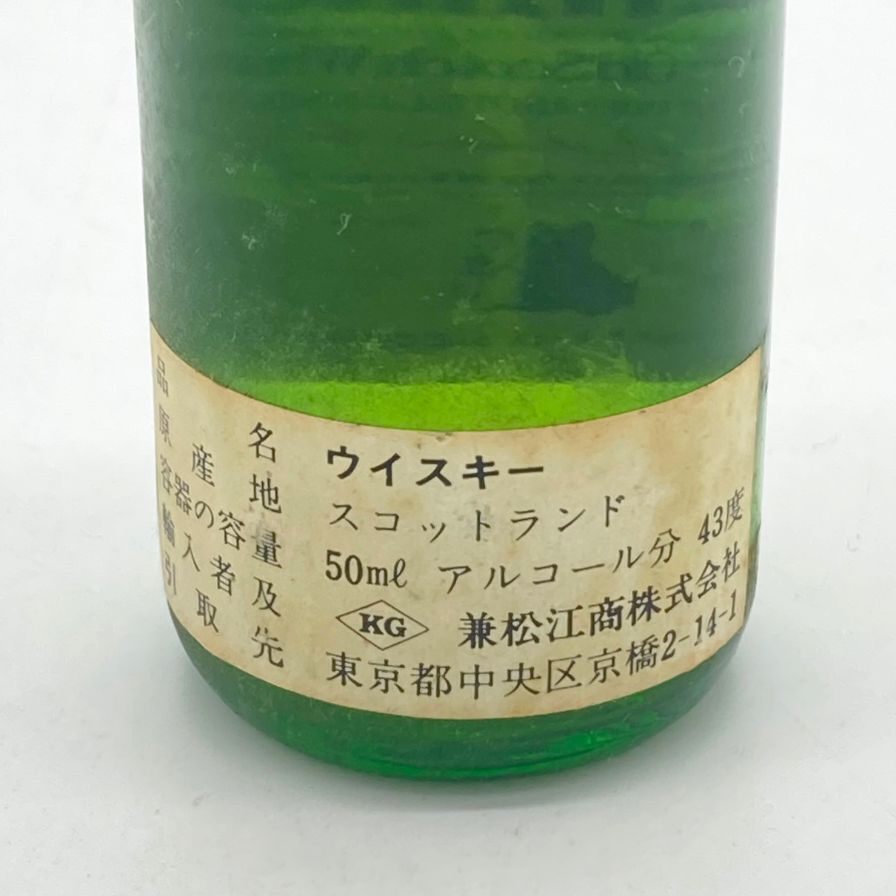 品名 ウイスキー
原産地 スコットランド
容器の容量 50mℓ アルコール分 43度
輸入者及 KG 兼松江商株式会社
引取先 東京都中央区京橋2-14-1